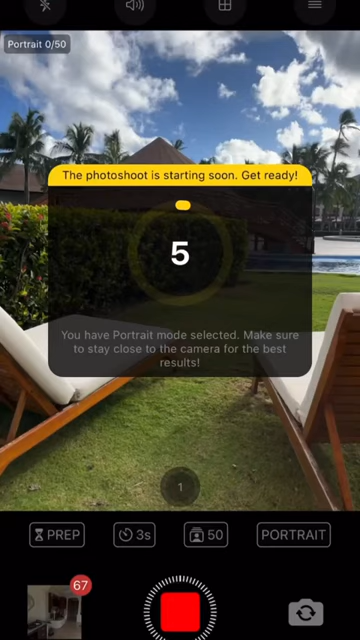 Portrait 0/50
The photoshoot is starting soon. Get ready!
5
You have Portrait mode selected. Make sure
to stay close to the camera for the best
results!
1
PREP
3s
50
PORTRAIT
67